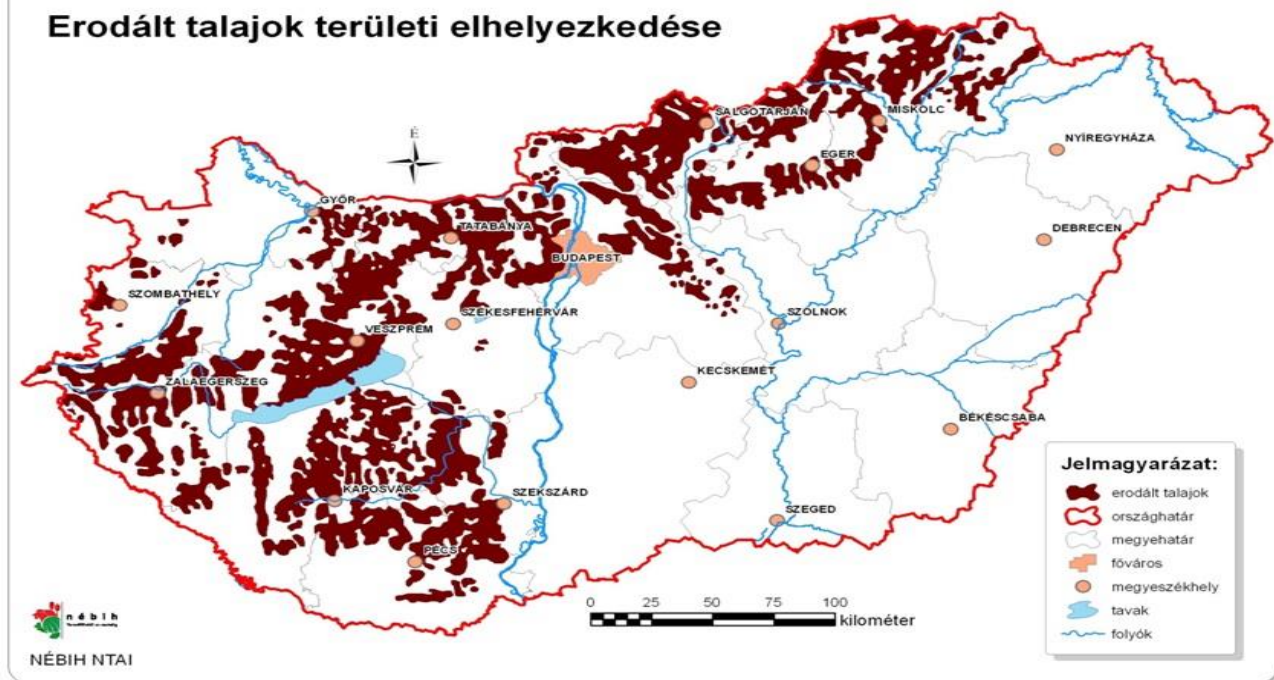 Erodált talajok területi elhelyezkedése
É
SALGÓTARJÁN
MISKOLC
NYÍREGYHÁZA
EGER
GYŐR
TATABÁNYA
DEBRECEN
BUDAPEST
SZOMBATHELY
SZÉKESFEHÉRVÁR
SZOLNOK
VESZPRÉM
KECSKEMÉT
ZALAEGERSZEG
BÉKÉSCSABA
KAPOSVÁR
SZEKSZÁRD
SZEGED
PÉCS
Jelmagyarázat:
erodált talajok
országhatár
megyehatár
főváros
megyeszékhely
tavak
folyók
0 25 50 75 100
kilométer
nébih
NÉBIH NTAI